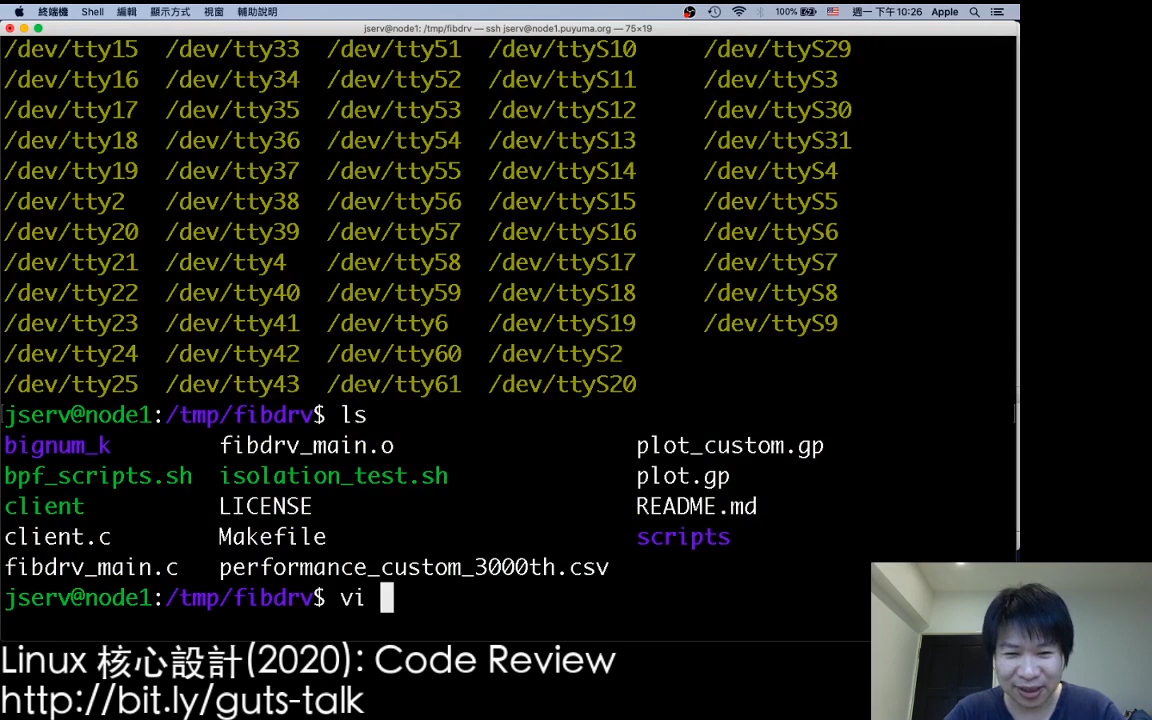 終端機 Shell 編輯 顯示方式 視窗 輔助說明 100% 週一 下午10:26 Apple
jserv@node1: /tmp/fibdrv — ssh jserv@node1.puyuma.org — 75×19
/dev/tty15 /dev/tty33 /dev/tty51 /dev/ttyS10 /dev/ttyS29
/dev/tty16 /dev/tty34 /dev/tty52 /dev/ttyS11 /dev/ttyS3
/dev/tty17 /dev/tty35 /dev/tty53 /dev/ttyS12 /dev/ttyS30
/dev/tty18 /dev/tty36 /dev/tty54 /dev/ttyS13 /dev/ttyS31
/dev/tty19 /dev/tty37 /dev/tty55 /dev/ttyS14 /dev/ttyS4
/dev/tty2 /dev/tty38 /dev/tty56 /dev/ttyS15 /dev/ttyS5
/dev/tty20 /dev/tty39 /dev/tty57 /dev/ttyS16 /dev/ttyS6
/dev/tty21 /dev/tty4 /dev/tty58 /dev/ttyS17 /dev/ttyS7
/dev/tty22 /dev/tty40 /dev/tty59 /dev/ttyS18 /dev/ttyS8
/dev/tty23 /dev/tty41 /dev/tty6 /dev/ttyS19 /dev/ttyS9
/dev/tty24 /dev/tty42 /dev/tty60 /dev/ttyS2
/dev/tty25 /dev/tty43 /dev/tty61 /dev/ttyS20
jserv@node1:/tmp/fibdrv$ ls
bignum_k fibdrv_main.o plot_custom.gp
bpf_scripts.sh isolation_test.sh plot.gp
client LICENSE README.md
client.c Makefile scripts
fibdrv_main.c performance_custom_3000th.csv
jserv@node1:/tmp/fibdrv$ vi
Linux 核心設計(2020): Code Review
http://bit.ly/guts-talk